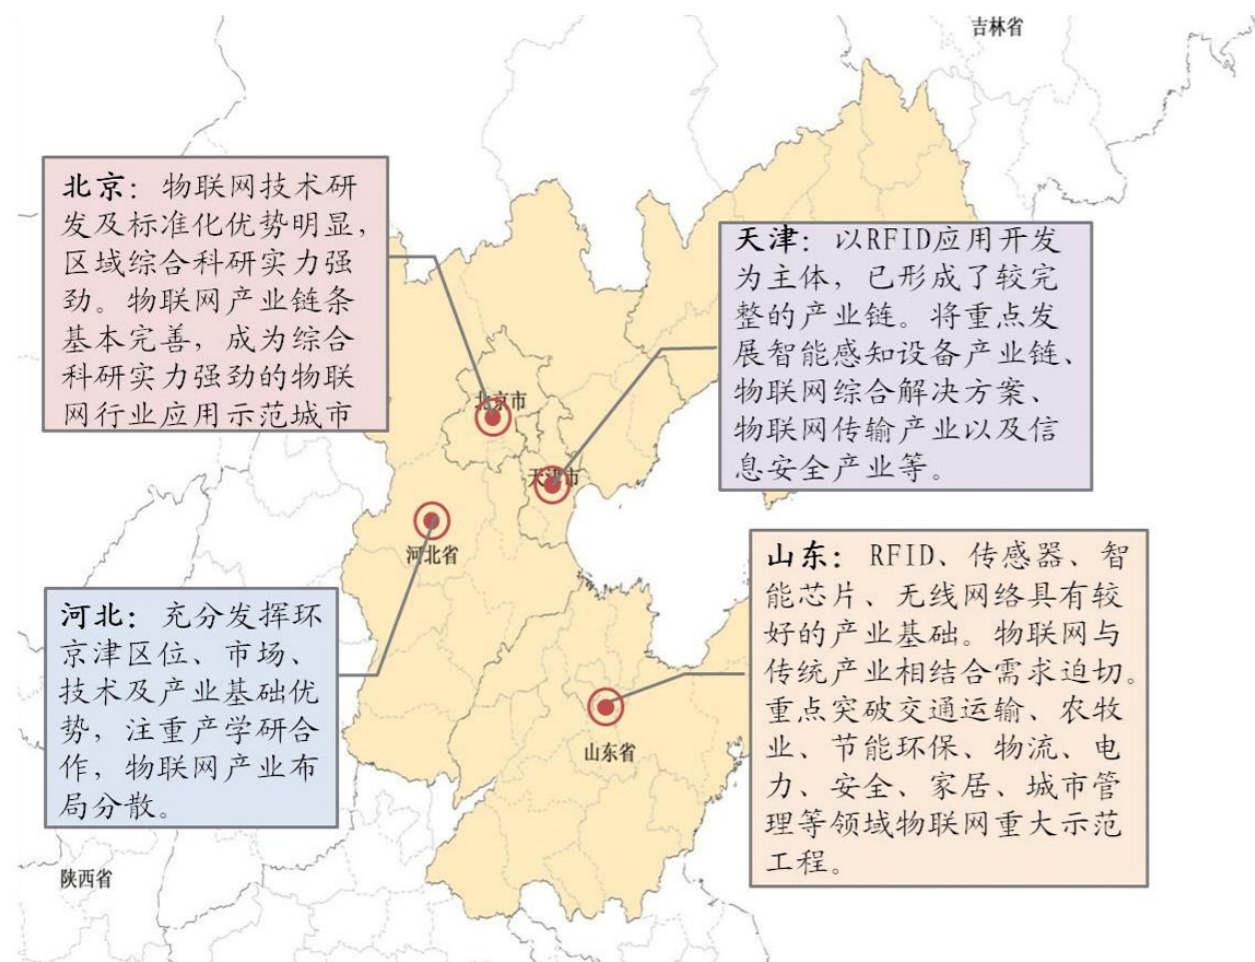 吉林省
北京：物联网技术研
发及标准化优势明显，
区域综合科研实力强
劲。物联网产业链条
基本完善，成为综合
科研实力强劲的物联
网行业应用示范城市
天津：以RFID应用开发
为主体，已形成了较完
整的产业链。将重点发
展智能感知设备产业链、
物联网综合解决方案、
物联网传输产业以及信
息安全产业等。
北京市
天津市
河北省
河北：充分发挥环
京津区位、市场、
技术及产业基础优
势，注重产学研合
作，物联网产业布
局分散。
山东：RFID、传感器、智
能芯片、无线网络具有较
好的产业基础。物联网与
传统产业相结合需求迫切。
重点突破交通运输、农牧
业、节能环保、物流、电
力、安全、家居、城市管
理等领域物联网重大示范
工程。
山东省
陕西省